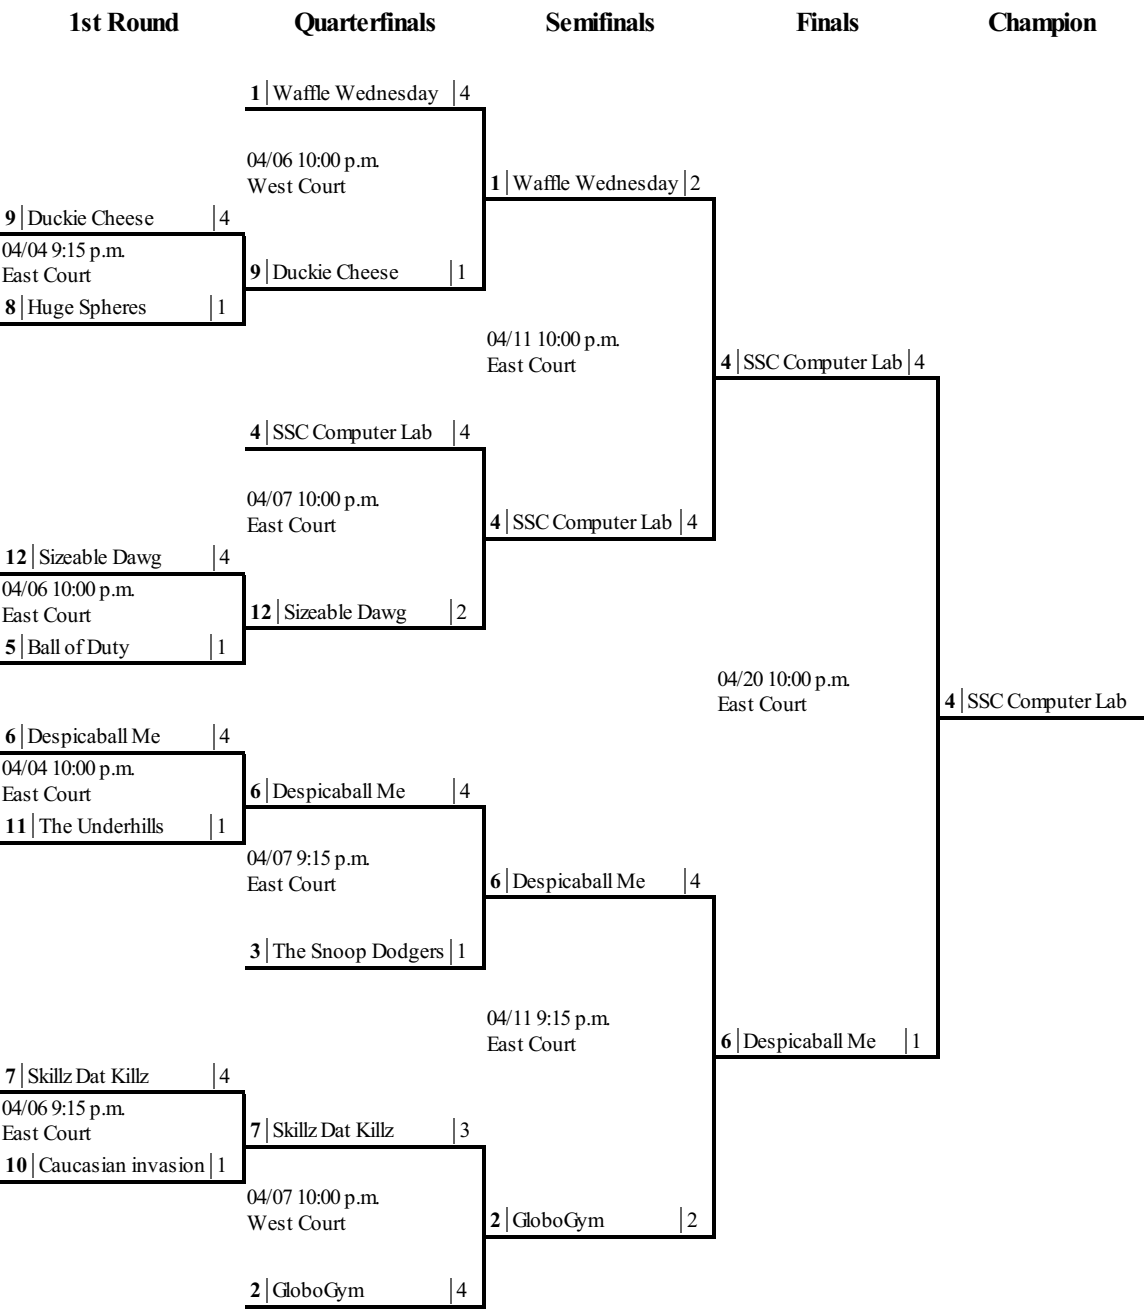 1st Round Quarterfinals Semifinals Finals Champion
1 Waffle Wednesday 4
04/06 10:00 p.m.
West Court
1 Waffle Wednesday 2
9 Duckie Cheese 4
04/04 9:15 p.m.
East Court
9 Duckie Cheese 1
8 Huge Spheres 1
04/11 10:00 p.m.
East Court
4 SSC Computer Lab 4
4 SSC Computer Lab 4
04/07 10:00 p.m.
East Court
4 SSC Computer Lab 4
12 Sizeable Dawg 4
04/06 10:00 p.m.
East Court
12 Sizeable Dawg 2
5 Ball of Duty 1
04/20 10:00 p.m.
East Court
4 SSC Computer Lab
6 Despicaball Me 4
04/04 10:00 p.m.
East Court
6 Despicaball Me 4
11 The Underhills 1
04/07 9:15 p.m.
East Court
6 Despicaball Me 4
3 The Snoop Dodgers 1
04/11 9:15 p.m.
East Court
6 Despicaball Me 1
7 Skillz Dat Killz 4
04/06 9:15 p.m.
East Court
7 Skillz Dat Killz 3
10 Caucasian invasion 1
04/07 10:00 p.m.
West Court
2 GloboGym 2
2 GloboGym 4